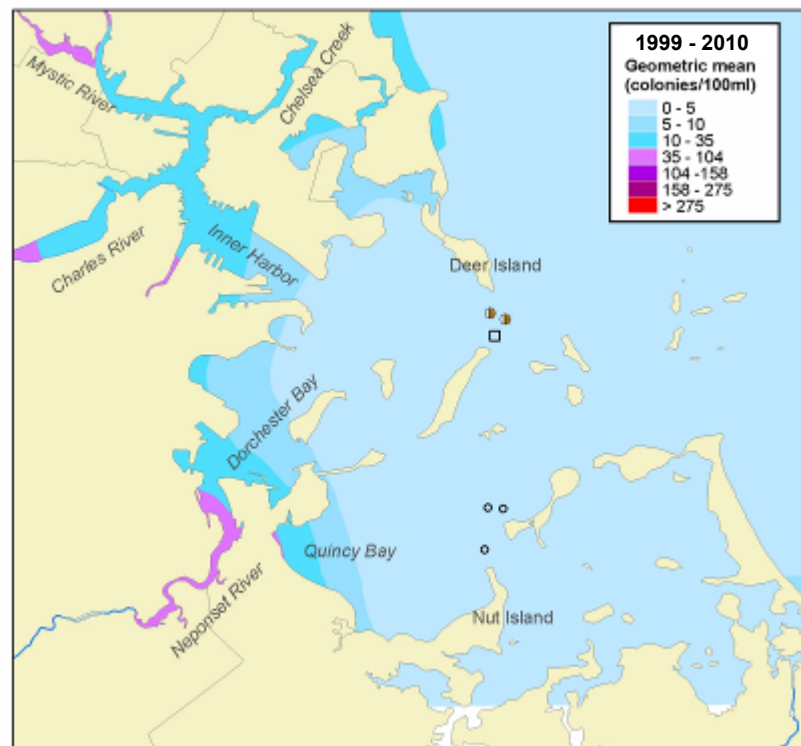 1999 - 2010
Geometric mean
(colonies/100ml)
0 - 5
5 - 10
10 - 35
35 - 104
104 -158
158 - 275
> 275
Mystic River
Chelsea Creek
Charles River
Inner Harbor
Deer Island
Dorchester Bay
Quincy Bay
Neponset River
Nut Island